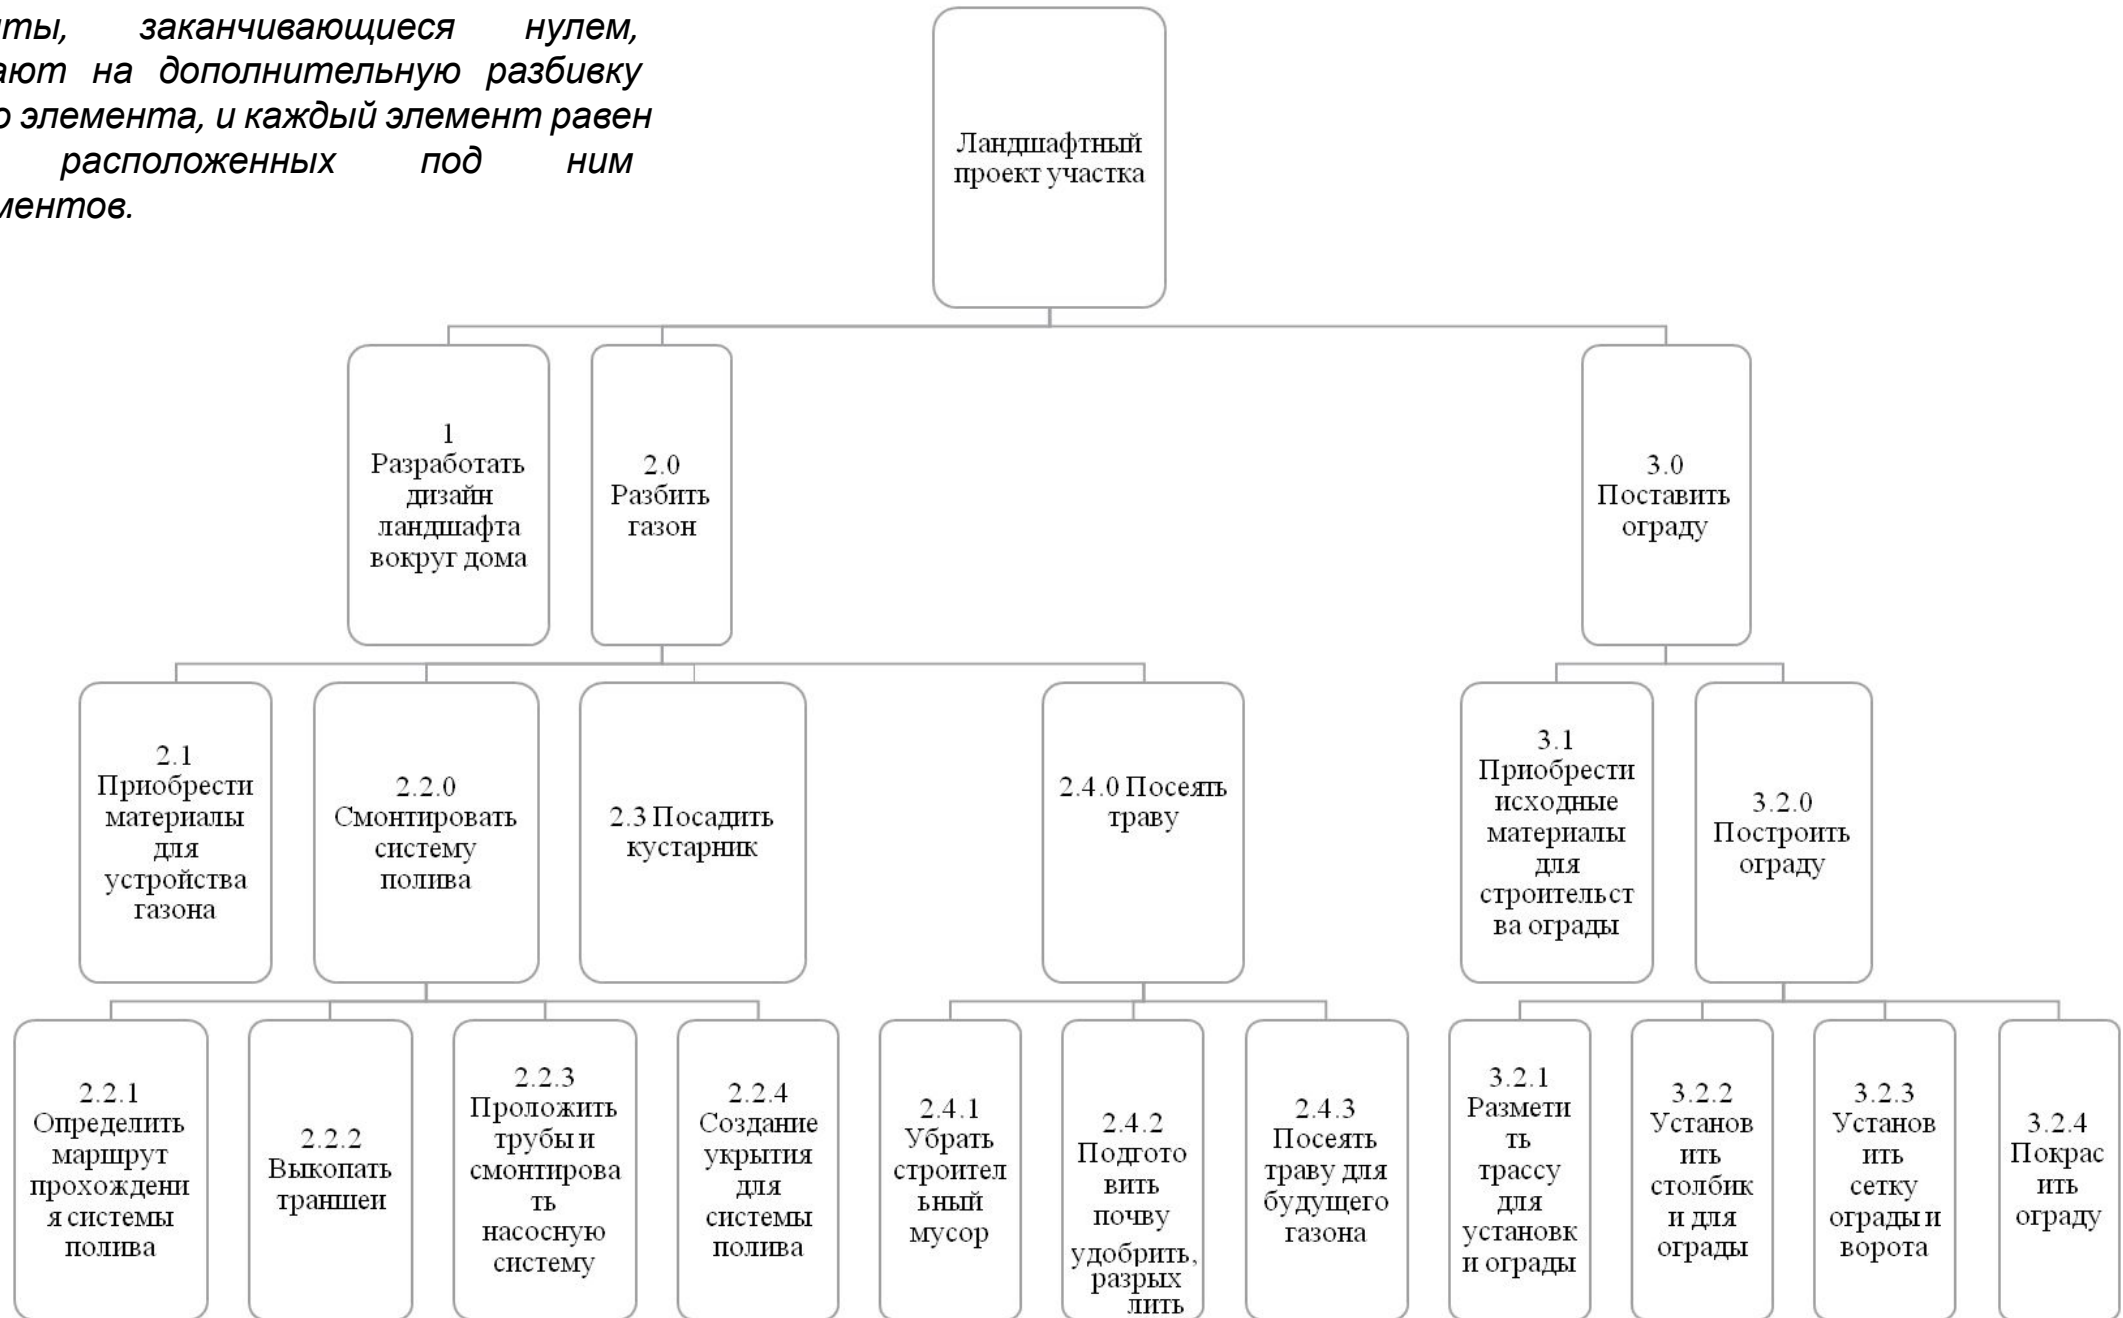 заканчивающиеся нулем,
на дополнительную разбивку
элемента, и каждый элемент равен
расположенных под ним
Ландшафтный
проект участка
1
Разработать
дизайн
ландшафта
вокруг дома
2.0
Разбить
газон
3.0
Поставить
ограду
2.1
Приобрести
материалы
для
устройства
газона
2.2.0
Смонтировать
систему
полива
2.3 Посадить
кустарник
2.4.0 Посеять
траву
3.1
Приобрести
исходные
материалы
для
строительст
ва ограды
3.2.0
Построить
ограду
2.2.1
Определить
маршрут
прохождени
я системы
полива
2.2.2
Выкопать
траншеи
2.2.3
Проложить
трубы и
смонтирова
ть
насосную
систему
2.2.4
Создание
укрытия
для
системы
полива
2.4.1
Убрать
строител
ьный
мусор
2.4.2
Подгото
вить
почву
удобрить,
разрых
лить
2.4.3
Посеять
траву для
будущего
газона
3.2.1
Размети
ть
трассу
для
установк
и ограды
3.2.2
Установ
ить
столбик
и для
ограды
3.2.3
Установ
ить
сетку
ограды и
ворота
3.2.4
Покрас
ить
ограду